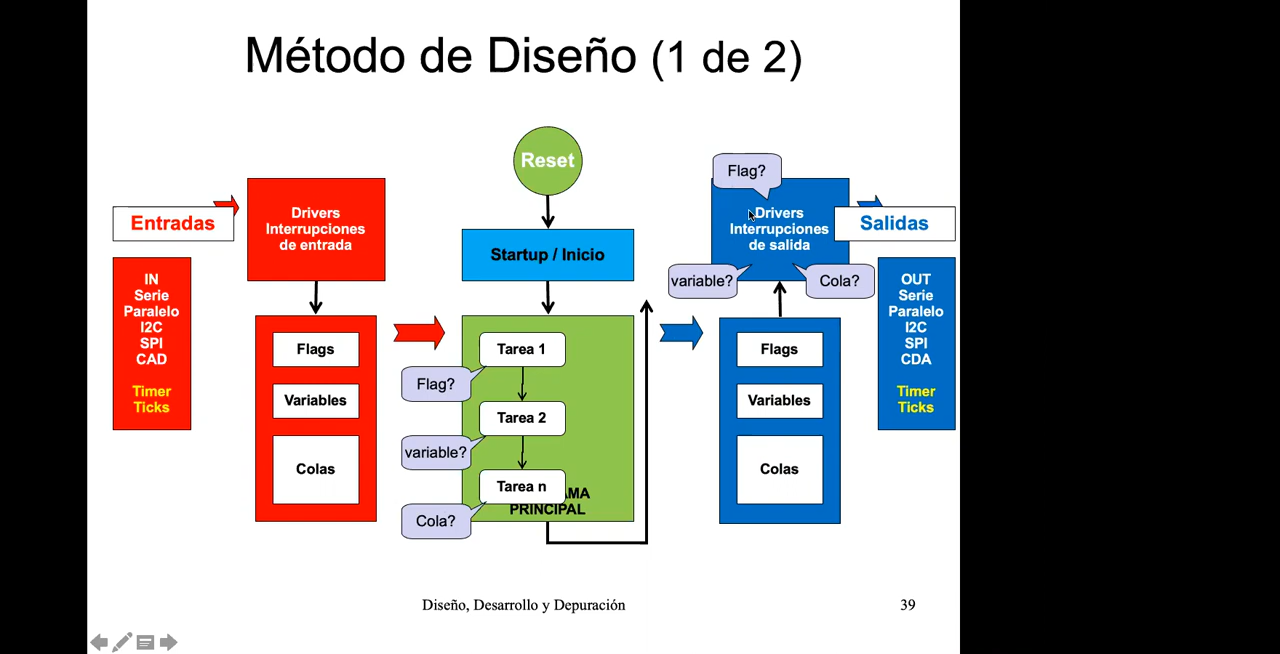 Método de Diseño (1 de 2)
Reset
Entradas
IN
Serie
Paralelo
I2C
SPI
CAD
Timer
Ticks
Drivers
Interrupciones
de entrada
Flags
Variables
Colas
Startup / Inicio
Tarea 1
Flag?
Tarea 2
variable?
Tarea n
Cola?
AMA
PRINCIPAL
Flag?
Drivers
Interrupciones
de salida
variable?
Cola?
Flags
Variables
Colas
Salidas
OUT
Serie
Paralelo
I2C
SPI
CDA
Timer
Ticks
Diseño, Desarrollo y Depuración
39